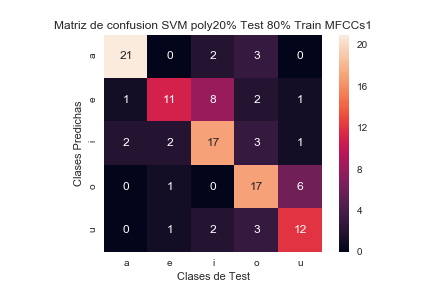 Matriz de confusion SVM poly20% Test 80% Train MFCCs1
a 21 0 2 3 0
e 1 11 8 2 1
i 2 2 17 3 1
o 0 1 0 17 6
u 0 1 2 3 12
a e i o u
Clases de Test
Clases Predichas
20
16
12
8
4
0